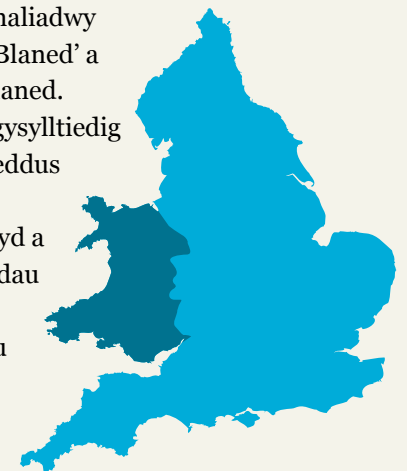 naliadwy
Blaned’ a
aned.
gysylltiedig
eddus
yd a
dau
u